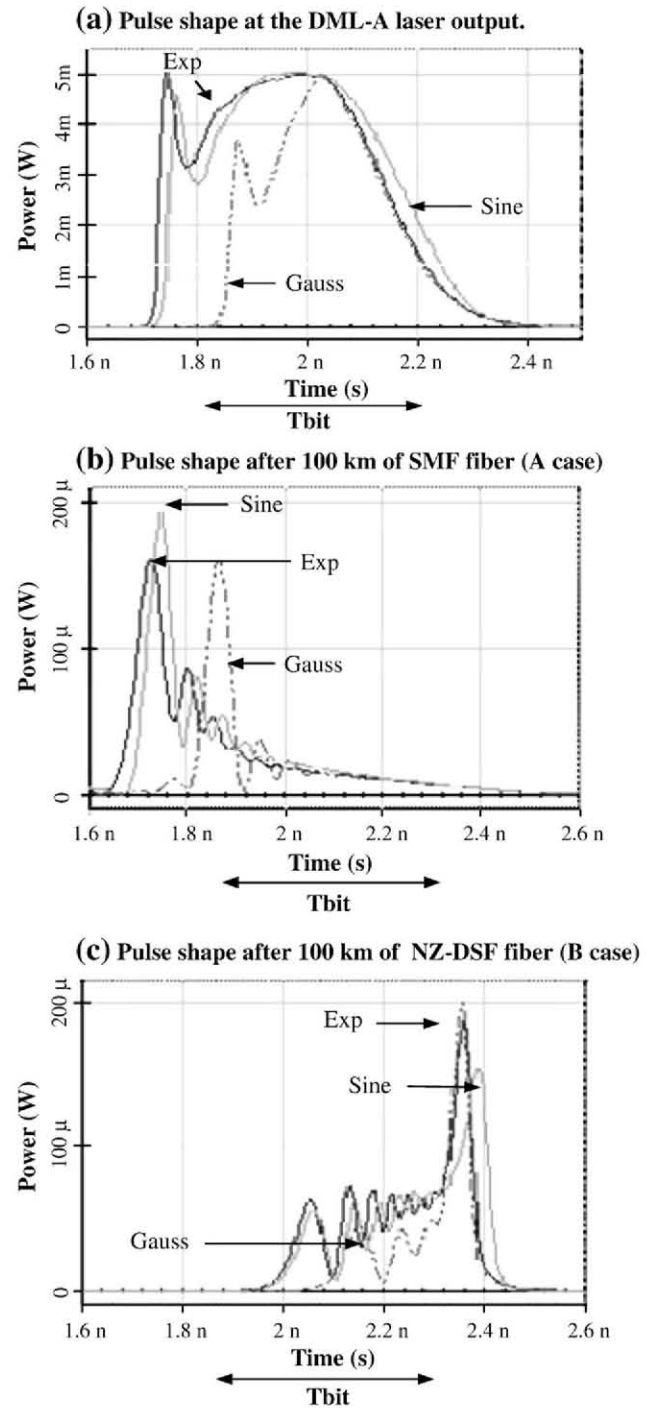 (a) Pulse shape at the DML-A laser output.
Exp
5m
4m
3m
2m
1m
0
Power (W)
Sine
Gauss
1.6 n 1.8 n 2 n 2.2 n 2.4 n
Time (s)
Tbit
(b) Pulse shape after 100 km of SMF fiber (A case)
200 µ
100 µ
0
Power (W)
Sine
Exp
Gauss
1.6 n 1.8 n 2 n 2.2 n 2.4 n 2.6 n
Time (s)
Tbit
(c) Pulse shape after 100 km of NZ-DSF fiber (B case)
200 µ
100 µ
0
Power (W)
Exp
Sine
Gauss
1.6 n 1.8 n 2 n 2.2 n 2.4 n 2.6 n
Time (s)
Tbit